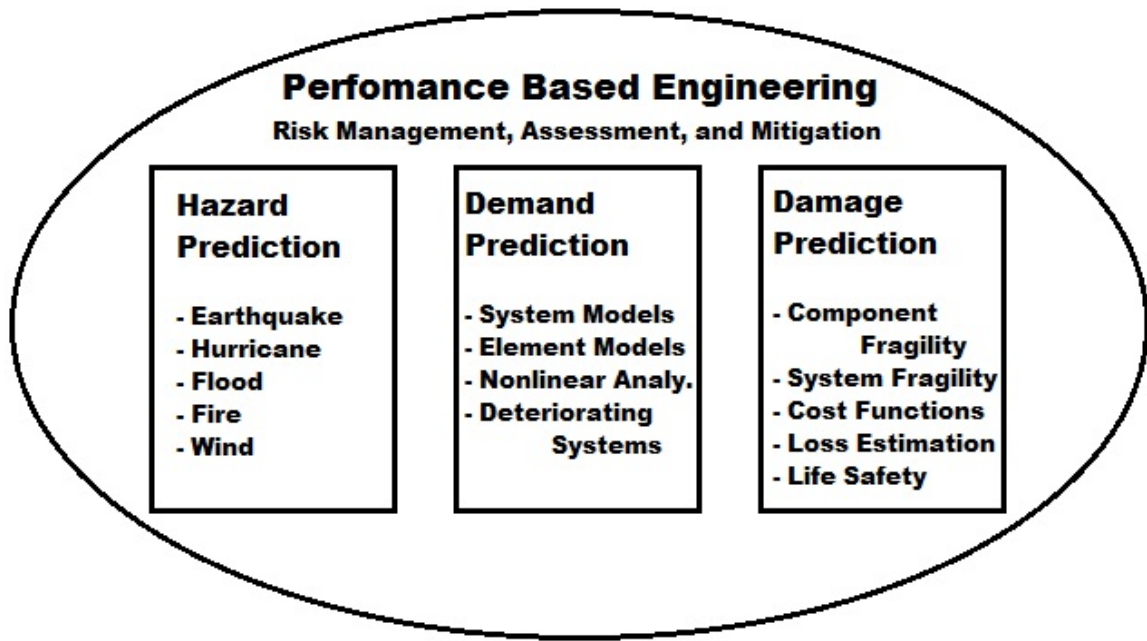 Perfomance Based Engineering
Risk Management, Assessment, and Mitigation
Hazard
Prediction
- Earthquake
- Hurricane
- Flood
- Fire
- Wind
Demand
Prediction
- System Models
- Element Models
- Nonlinear Analy.
- Deteriorating
Systems
Damage
Prediction
- Component
Fragility
- System Fragility
- Cost Functions
- Loss Estimation
- Life Safety